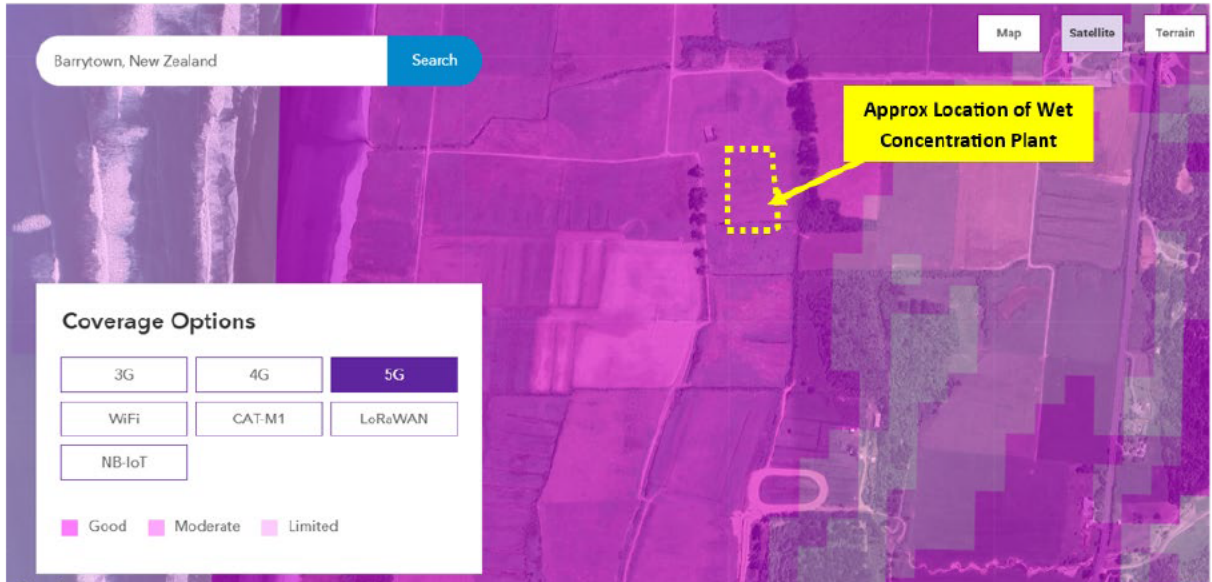 Barrytown, New Zealand Search
Map Satellite Terrain
Approx Location of Wet
Concentration Plant
Coverage Options
3G 4G 5G
WiFi CAT-M1 LoRaWAN
NB-IoT
Good Moderate Limited